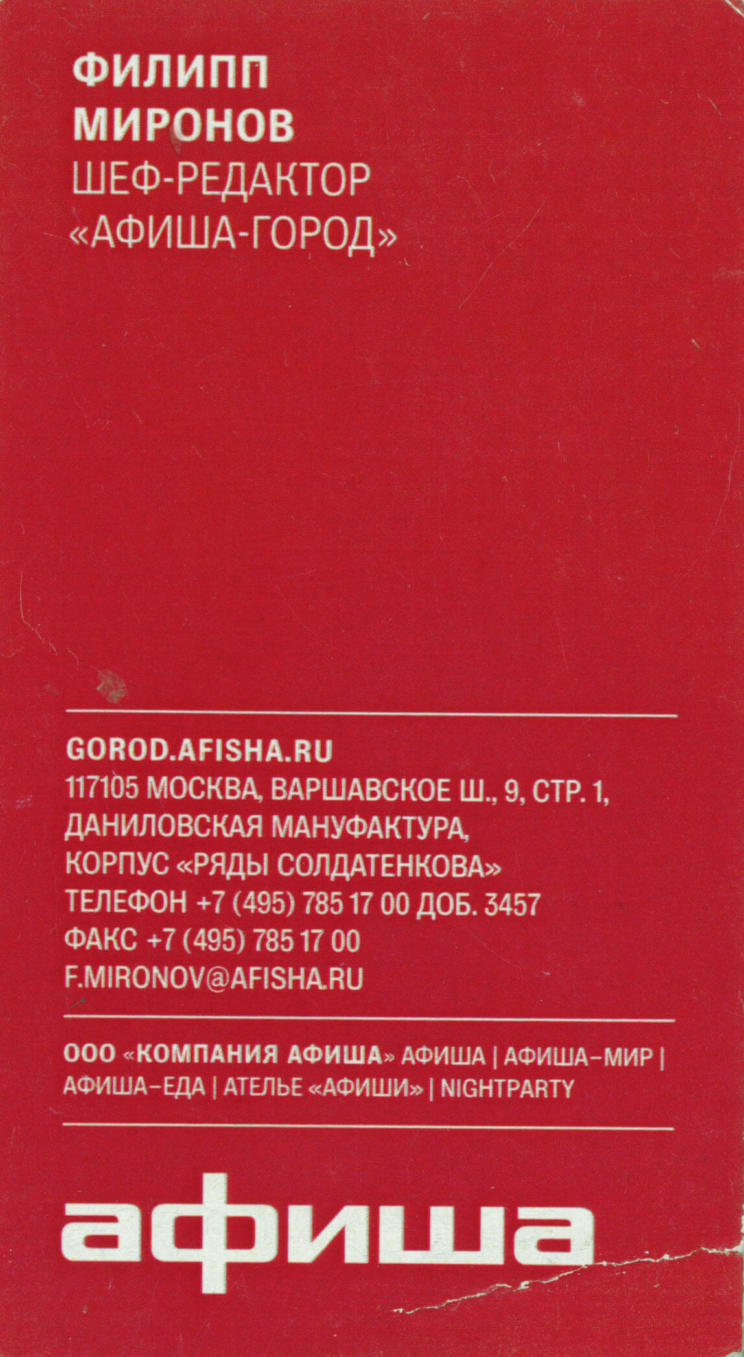 ФИЛИПП
МИРОНОВ
ШЕФ-РЕДАКТОР
«АФИША-ГОРОД»
GOROD.AFISHA.RU
117105 МОСКВА, ВАРШАВСКОЕ Ш., 9, СТР. 1,
ДАНИЛОВСКАЯ МАНУФАКТУРА,
КОРПУС «РЯДЫ СОЛДАТЕНКОВА»
ТЕЛЕФОН +7 (495) 785 17 00 ДОБ. 3457
ФАКС +7 (495) 785 17 00
F.MIRONOV@AFISHA.RU
ООО «КОМПАНИЯ АФИША» АФИША | АФИША–МИР |
АФИША–ЕДА | АТЕЛЬЕ «АФИШИ» | NIGHTPARTY
афиша